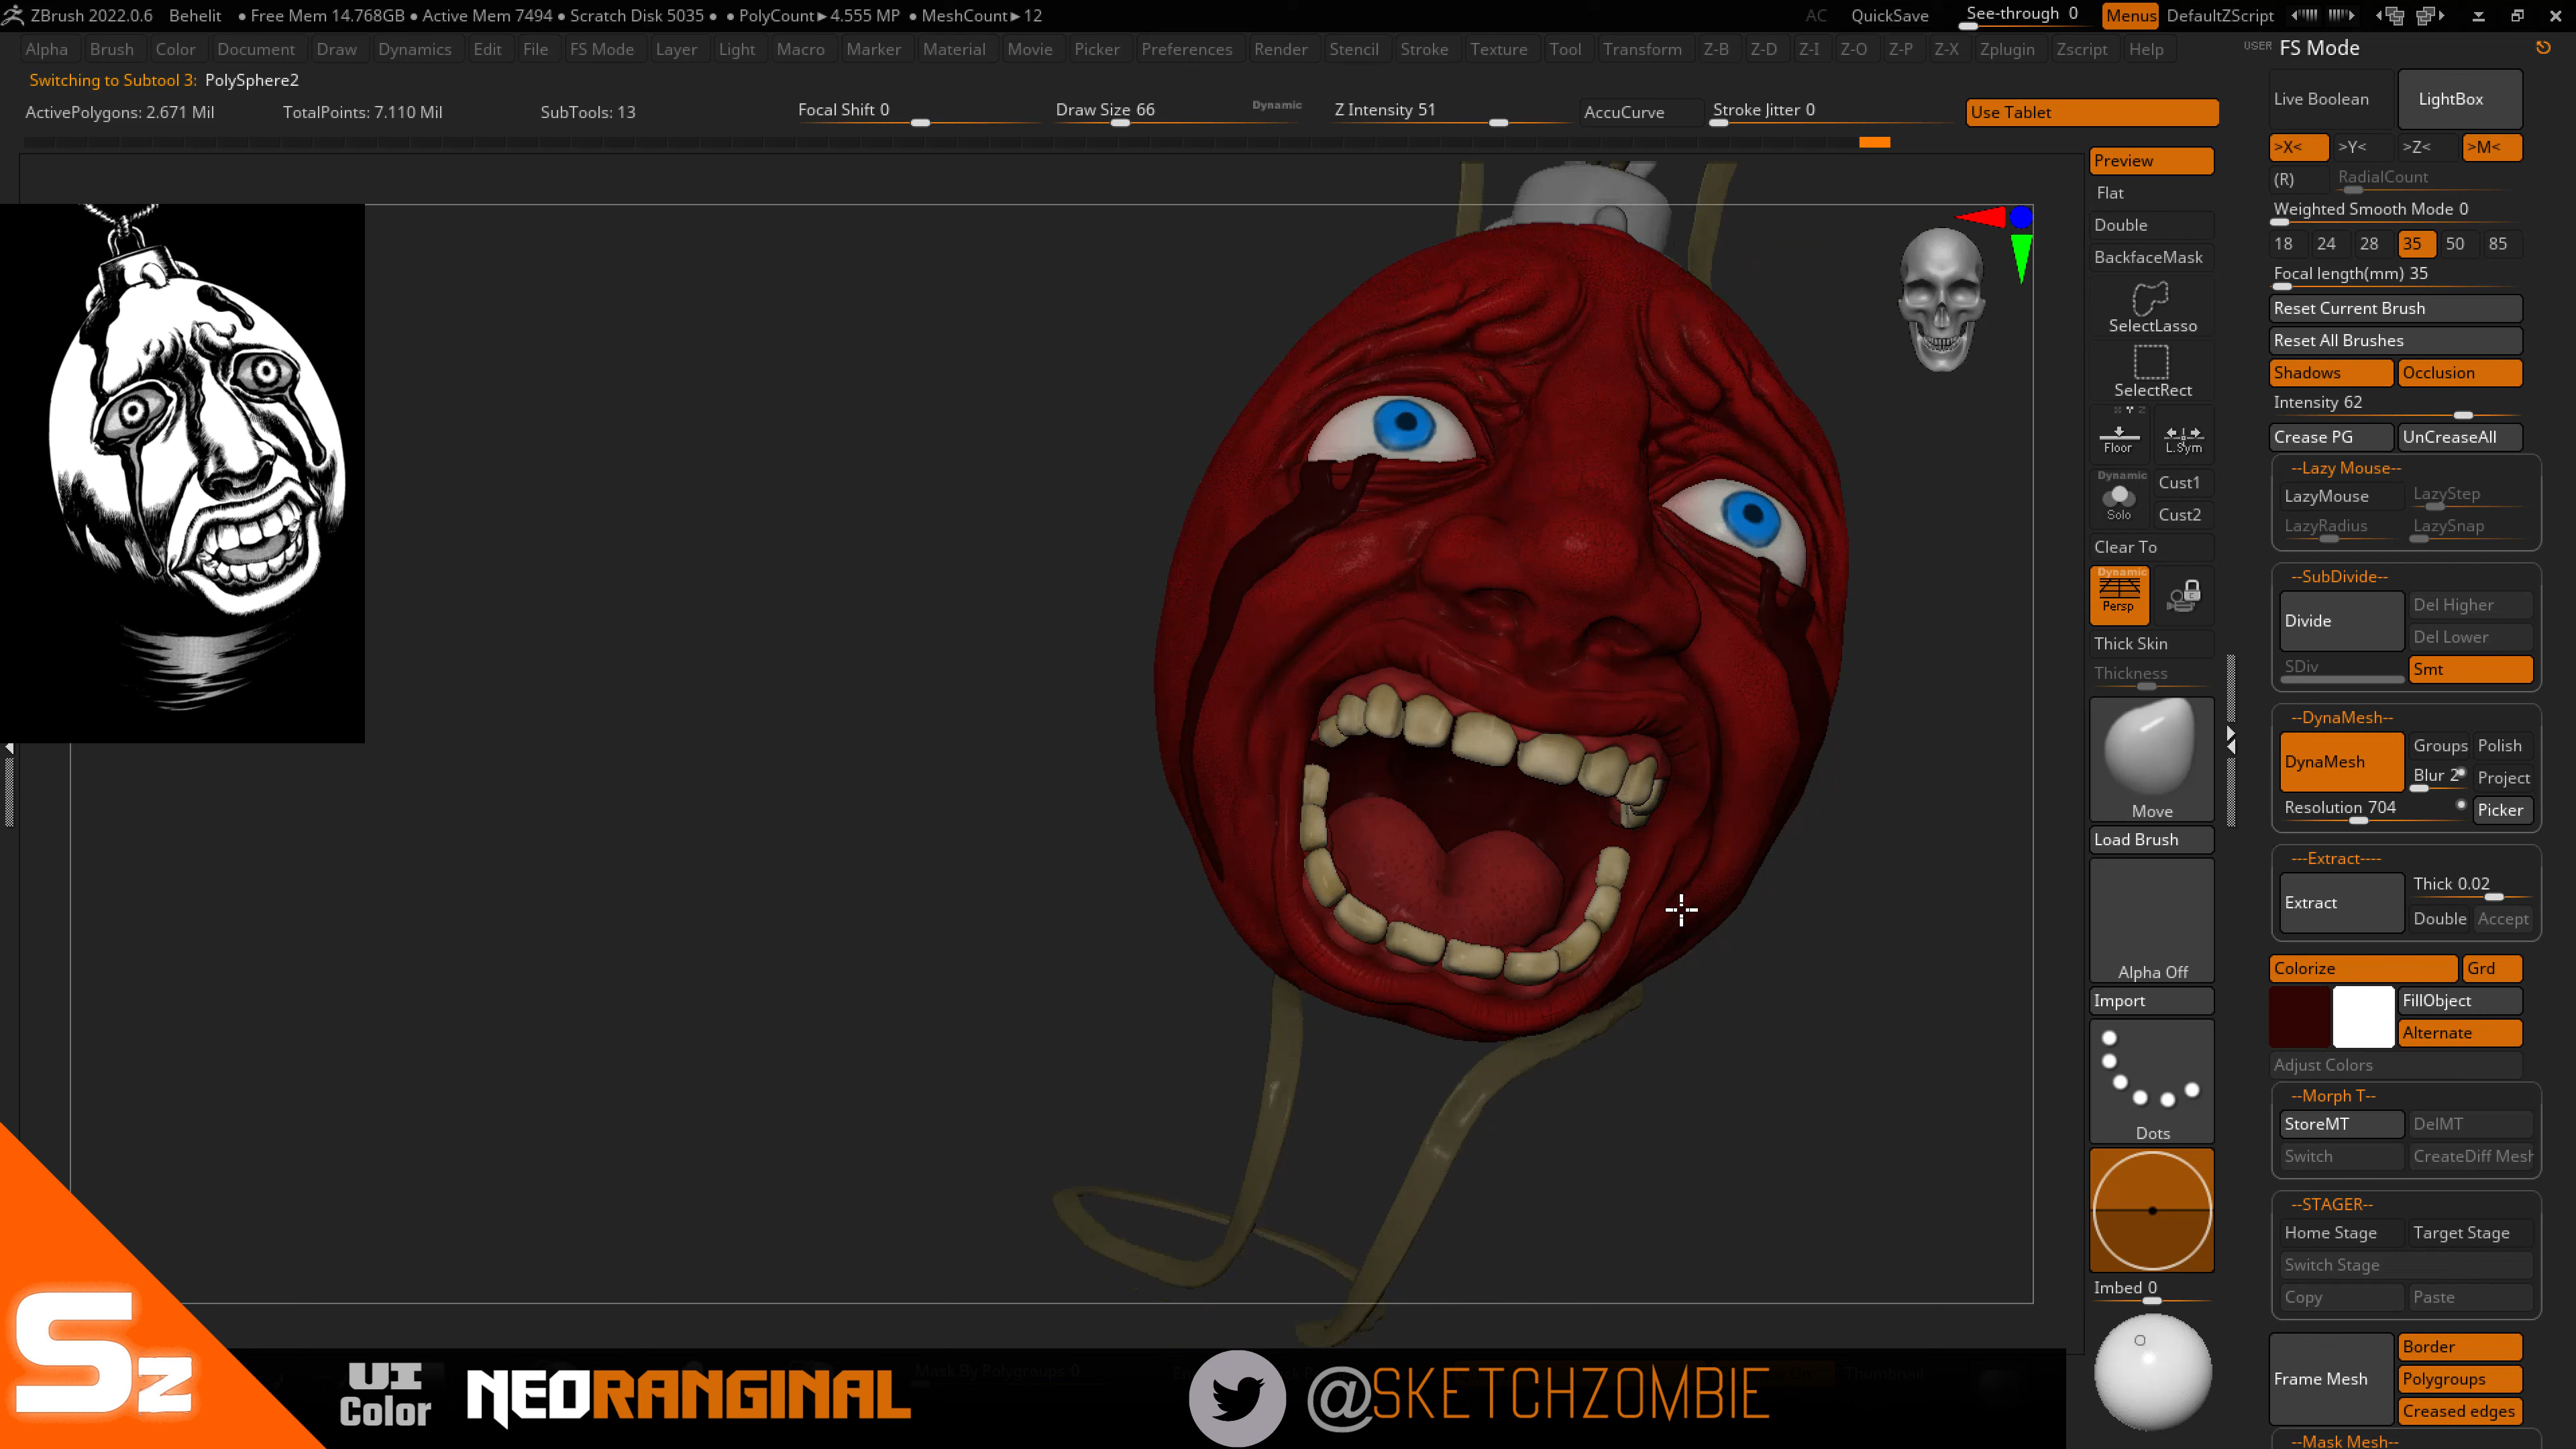 ZBrush 2022.0.6 Behelit ● Free Mem 14.768GB ● Active Mem 7494 ● Scratch Disk 5035 ● ● PolyCount► 4.555 MP ● MeshCount► 12 AC QuickSave See-through 0 Menus DefaultZScript
Alpha Brush Color Document Draw Dynamics Edit File FS Mode Layer Light Macro Marker Material Movie Picker Preferences Render Stencil Stroke Texture Tool Transform Z-B Z-D Z-I Z-O Z-P Z-X Zplugin Zscript Help
Switching to Subtool 3: PolySphere2
ActivePolygons: 2.671 Mil TotalPoints: 7.110 Mil SubTools: 13
Focal Shift 0 Draw Size 66 Dynamic Z Intensity 51 AccuCurve Stroke Jitter 0 Use Tablet
Preview
Flat
Double
BackfaceMask
SelectLasso
SelectRect
X Y Z
Floor L.Sym
Dynamic
Solo
Cust1
Cust2
Clear To
Dynamic
Persp
Thick Skin
Thickness
Move
Load Brush
Alpha Off
Import
Dots
Imbed 0
USER FS Mode
Live Boolean LightBox
>X< >Y< >Z< >M<
(R) RadialCount
Weighted Smooth Mode 0
18 24 28 35 50 85
Focal length(mm) 35
Reset Current Brush
Reset All Brushes
Shadows Occlusion
Intensity 62
Crease PG UnCreaseAll
--Lazy Mouse--
LazyMouse LazyStep
LazyRadius LazySnap
--SubDivide--
Divide Del Higher
Del Lower
SDiv Smt
--DynaMesh--
DynaMesh Groups Polish
Blur 2 Project
Resolution 704 Picker
---Extract----
Extract Thick 0.02
Double Accept
Colorize Grd
FillObject
Alternate
Adjust Colors
--Morph T--
StoreMT DelMT
Switch CreateDiff Mesh
--STAGER--
Home Stage Target Stage
Switch Stage
Copy Paste
Frame Mesh Border
Polygroups
Creased edges
--Mask Mesh--
Mask By Polygroups 0
Thumbnail
Sz
UI
Color
NEORANGINAL
@SKETCHZOMBIE